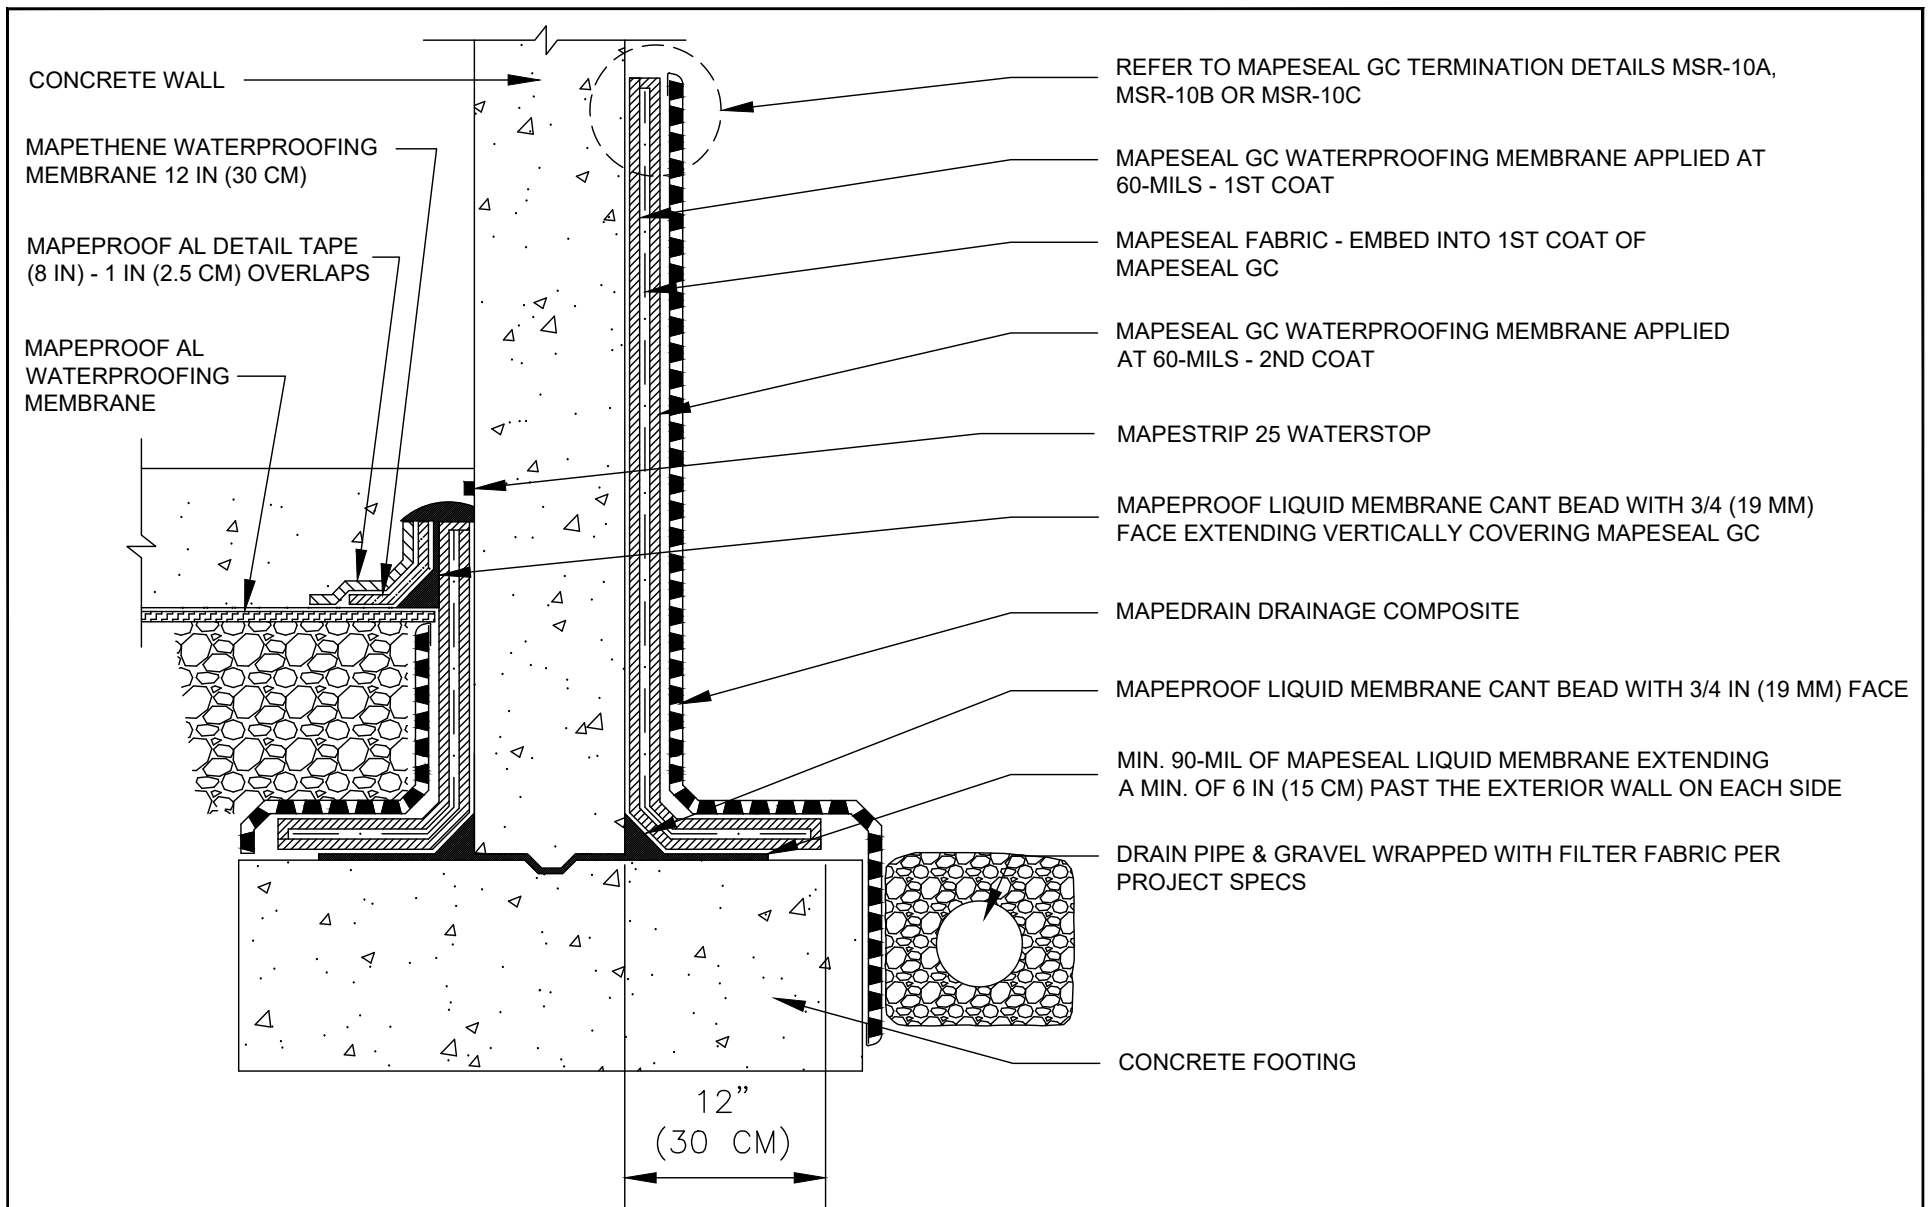 CONCRETE WALL
MAPETHENE WATERPROOFING
MEMBRANE 12 IN (30 CM)
MAPEPROOF AL DETAIL TAPE
(8 IN) - 1 IN (2.5 CM) OVERLAPS
MAPEPROOF AL
WATERPROOFING
MEMBRANE
REFER TO MAPESEAL GC TERMINATION DETAILS MSR-10A,
MSR-10B OR MSR-10C
MAPESEAL GC WATERPROOFING MEMBRANE APPLIED AT
60-MILS - 1ST COAT
MAPESEAL FABRIC - EMBED INTO 1ST COAT OF
MAPESEAL GC
MAPESEAL GC WATERPROOFING MEMBRANE APPLIED
AT 60-MILS - 2ND COAT
MAPESTRIP 25 WATERSTOP
MAPEPROOF LIQUID MEMBRANE CANT BEAD WITH 3/4 (19 MM)
FACE EXTENDING VERTICALLY COVERING MAPESEAL GC
MAPEDRAIN DRAINAGE COMPOSITE
MAPEPROOF LIQUID MEMBRANE CANT BEAD WITH 3/4 IN (19 MM) FACE
MIN. 90-MIL OF MAPESEAL LIQUID MEMBRANE EXTENDING
A MIN. OF 6 IN (15 CM) PAST THE EXTERIOR WALL ON EACH SIDE
DRAIN PIPE & GRAVEL WRAPPED WITH FILTER FABRIC PER
PROJECT SPECS
CONCRETE FOOTING
12”
(30 CM)